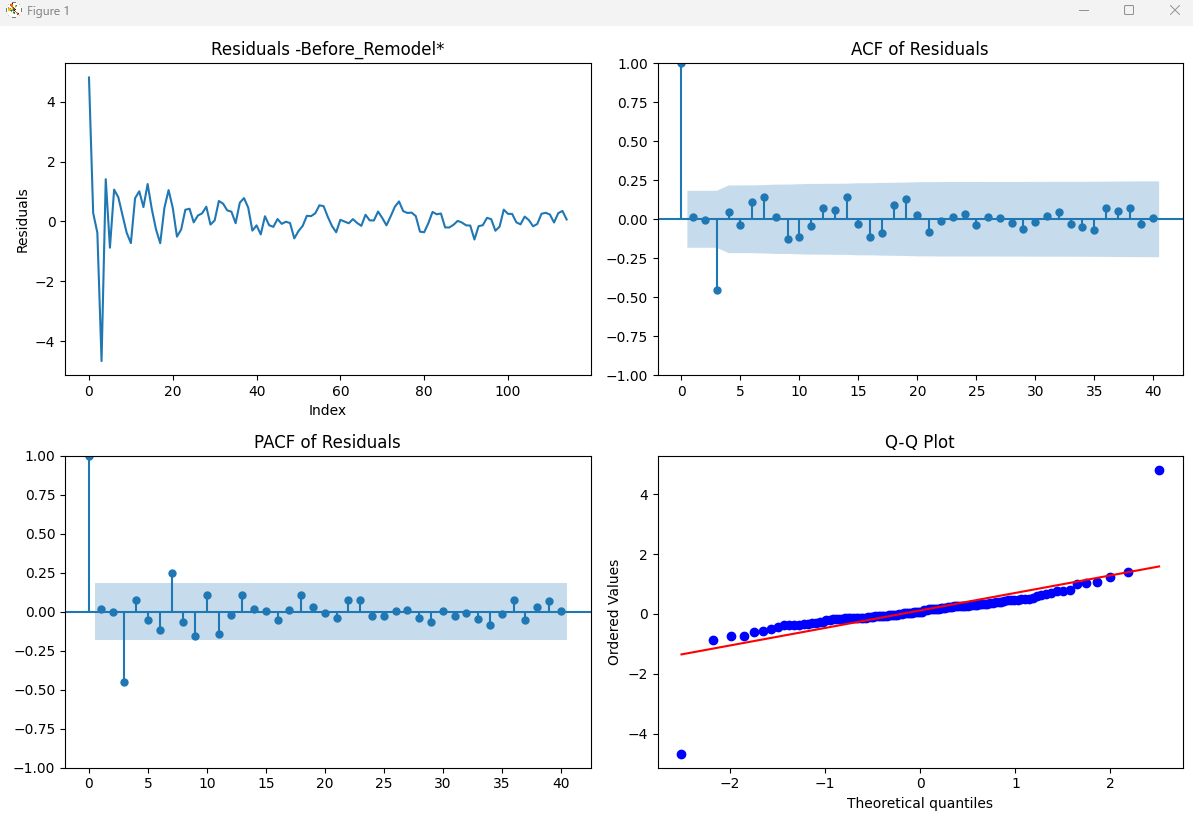 Figure 1
Residuals -Before_Remodel*
Residuals
4
2
0
−2
−4
0 20 40 60 80 100
Index
ACF of Residuals
1.00
0.75
0.50
0.25
0.00
−0.25
−0.50
−0.75
−1.00
0 5 10 15 20 25 30 35 40
PACF of Residuals
1.00
0.75
0.50
0.25
0.00
−0.25
−0.50
−0.75
−1.00
0 5 10 15 20 25 30 35 40
Q-Q Plot
Ordered Values
4
2
0
−2
−4
−2 −1 0 1 2
Theoretical quantiles